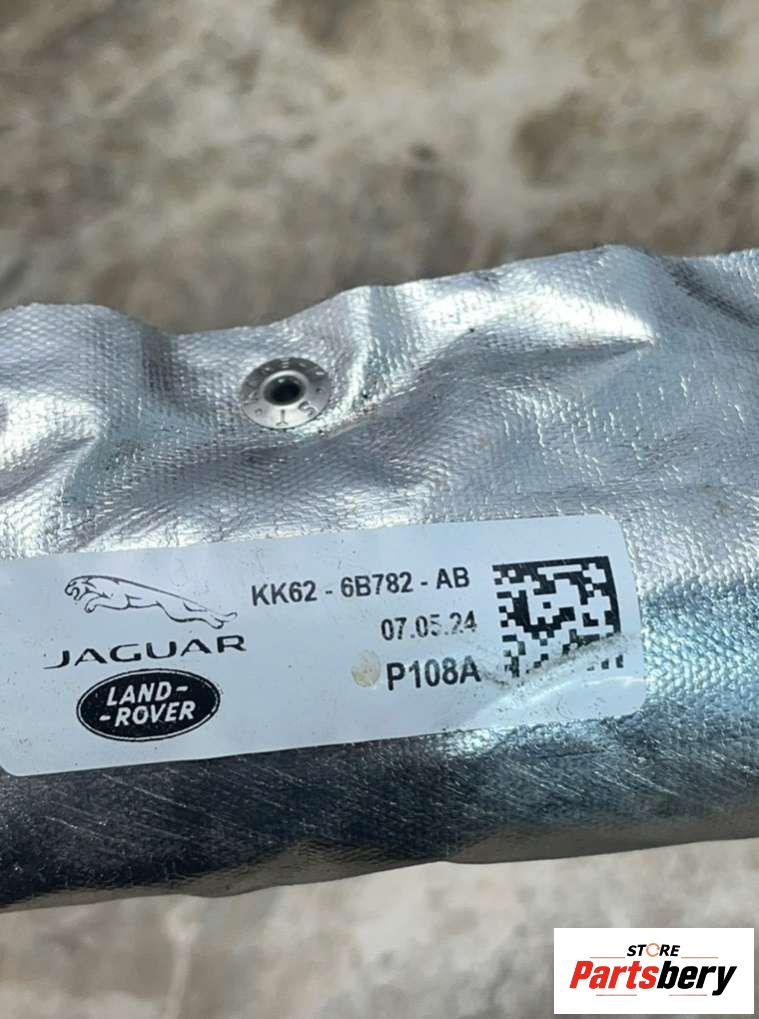 KK62 - 6B782 - AB
JAGUAR
07.05.24
LAND-
-ROVER
P108A
STORE
Partsbery